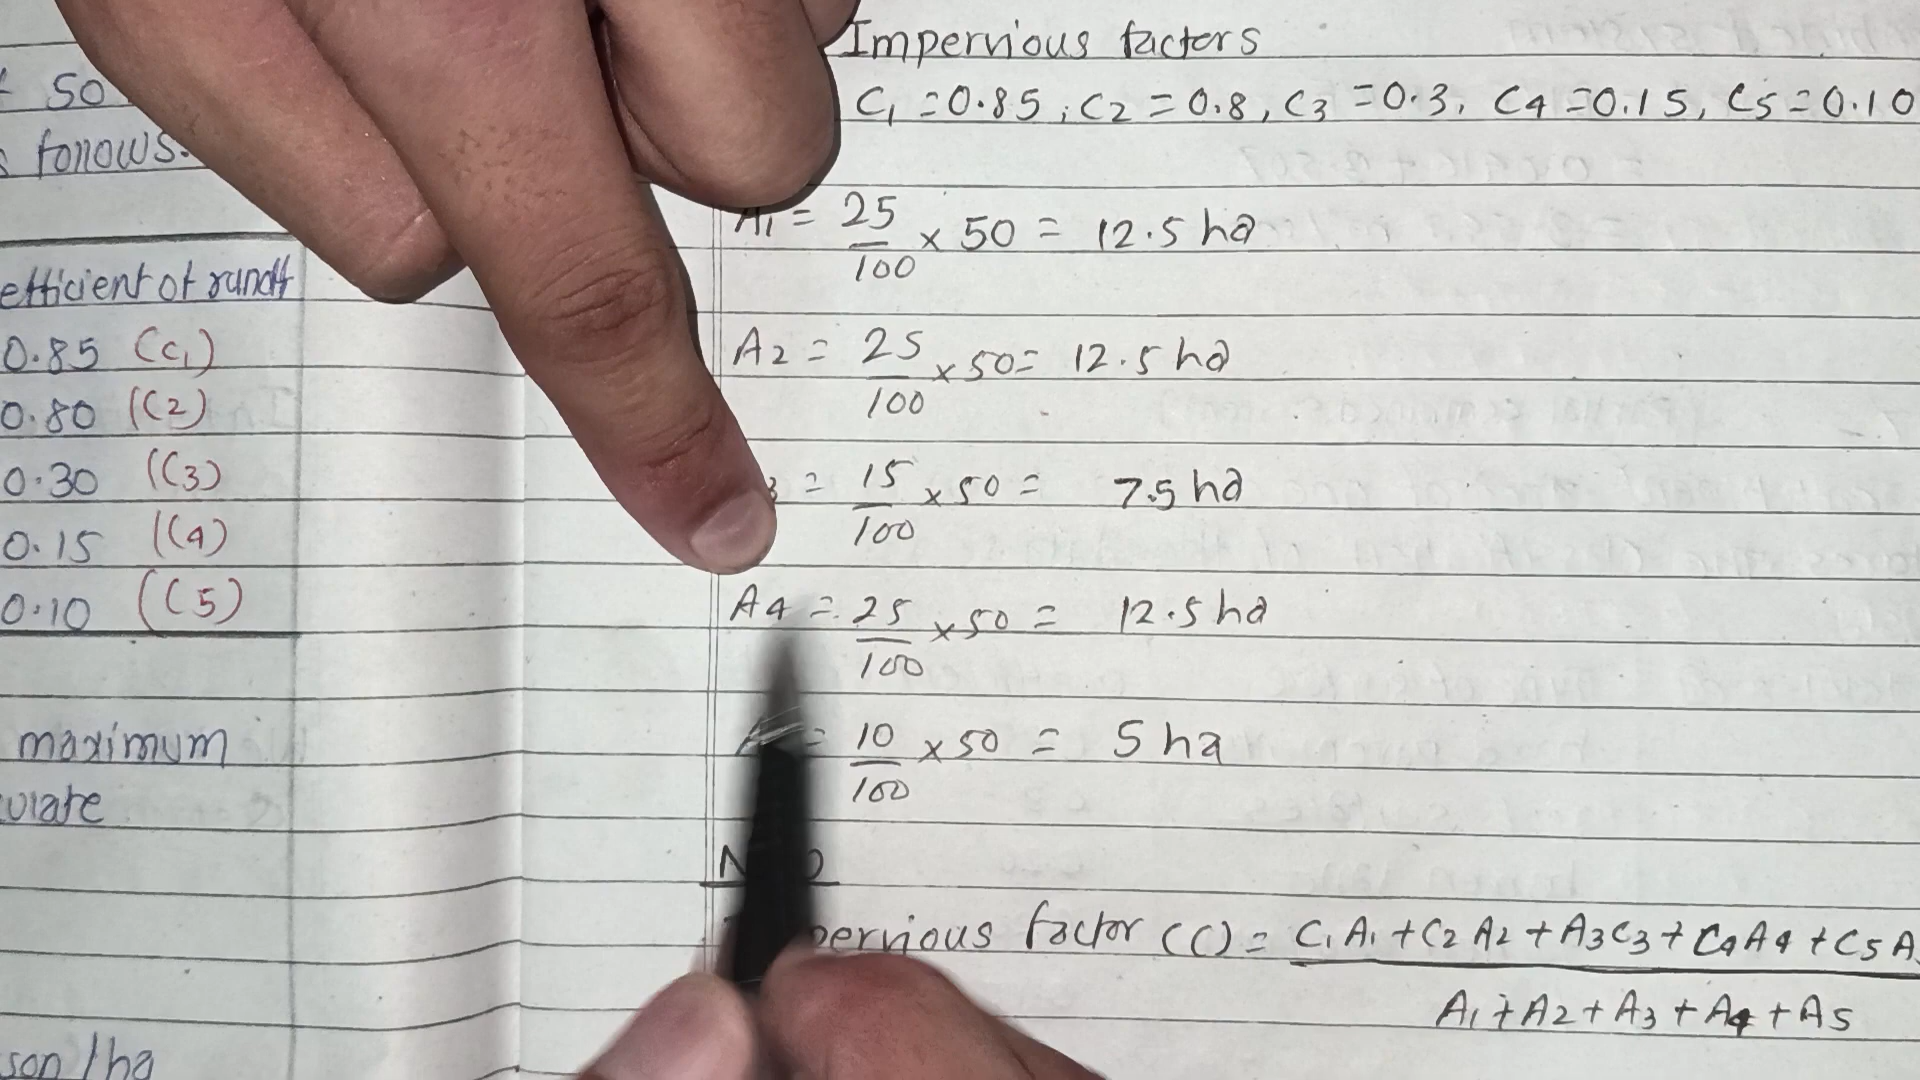 50
follows.
efficient of runoff
0.85 (C1)
0.80 (C2)
0.30 (C3)
0.15 (C4)
0.10 (C5)
maximum
son/ha
Impervious factors
C1 = 0.85, C2 = 0.8, C3 = 0.3, C4 = 0.15, C5 = 0.10
A1 = 25/100 × 50 = 12.5 ha
A2 = 25/100 × 50 = 12.5 ha
3 = 15/100 × 50 = 7.5 ha
A4 = 25/100 × 50 = 12.5 ha
= 10/100 × 50 = 5 ha
pervious factor (C) = C1A1 + C2A2 + A3C3 + C4A4 + C5A
A1 + A2 + A3 + A4 + A5